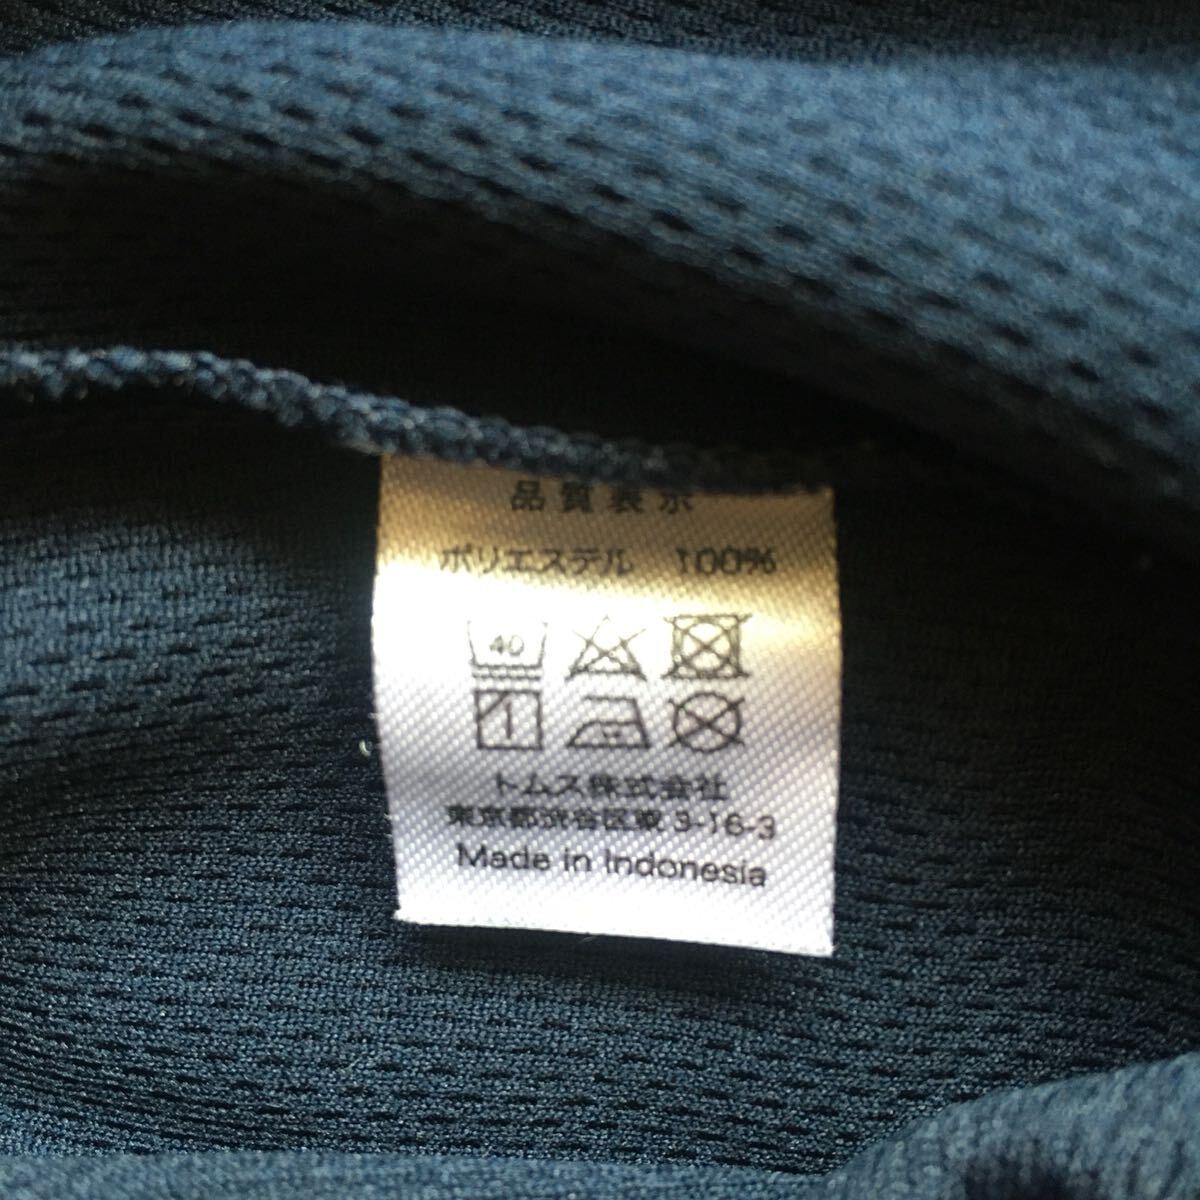 品質表示
ポリエステル 100%
40
トムス株式会社
東京都渋谷区東 3-16-3
Made in Indonesia